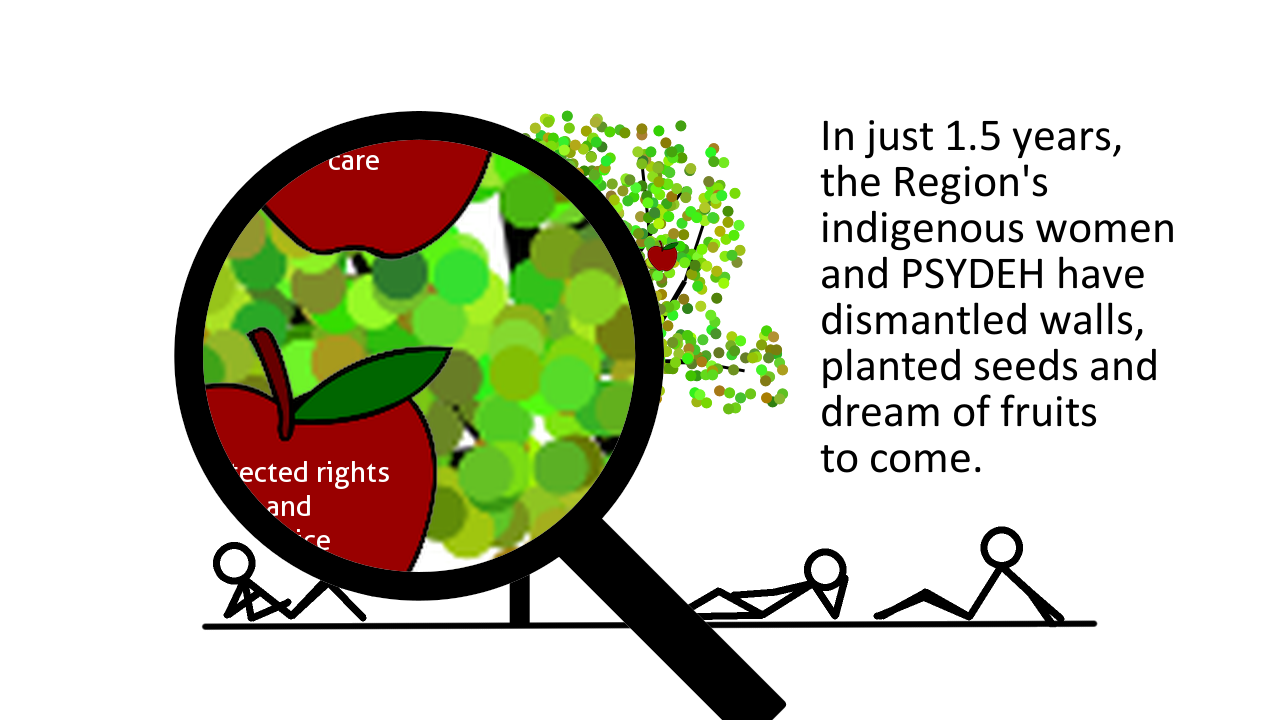 care
tected rights
and
ice
In just 1.5 years,
the Region's
indigenous women
and PSYDEH have
dismantled walls,
planted seeds and
dream of fruits
to come.